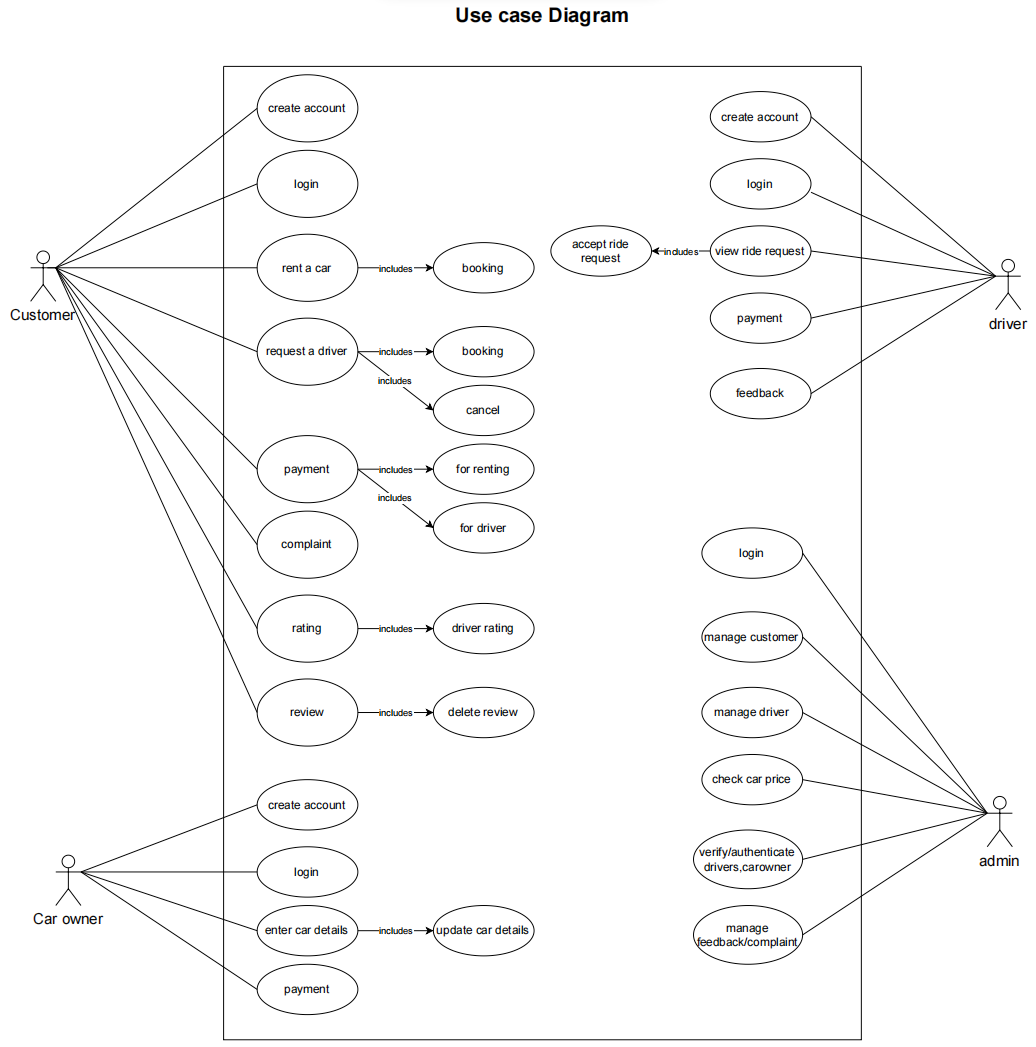 Use case Diagram
create account
login
rent a car
includes
booking
Customer
request a driver
includes
booking
includes
cancel
payment
includes
for renting
includes
for driver
complaint
rating
includes
driver rating
review
includes
delete review
create account
login
Car owner
enter car details
includes
update car details
payment
create account
login
accept ride
request
includes
view ride request
driver
payment
feedback
login
manage customer
manage driver
check car price
admin
verify/authenticate
drivers,carowner
manage
feedback/complaint